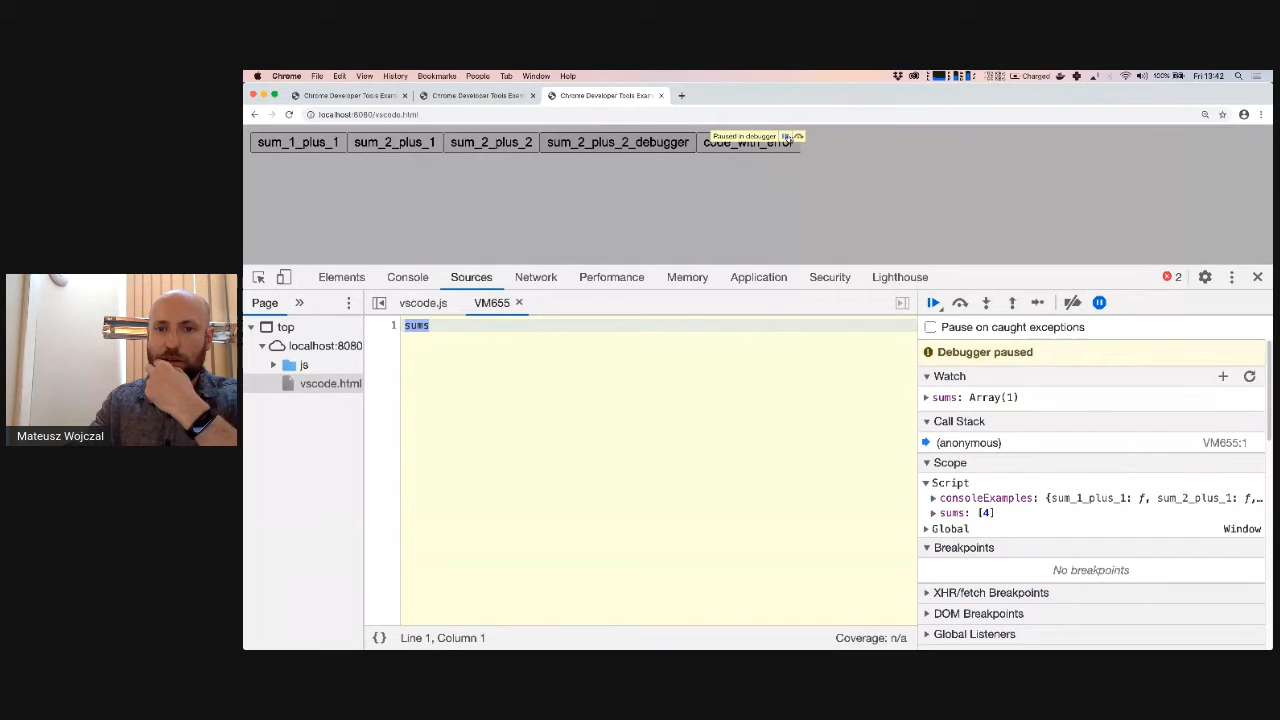 Chrome File Edit View History Bookmarks People Tab Window Help Charged 100% Fri 13:42
Chrome Developer Tools Exam Chrome Developer Tools Exam Chrome Developer Tools Exam
localhost:8080/vscode.html
Paused in debugger
sum_1_plus_1 sum_2_plus_1 sum_2_plus_2 sum_2_plus_2_debugger code_with_error
Elements Console Sources Network Performance Memory Application Security Lighthouse 2
Page » vscode.js VM655
1 sums
top
localhost:8080
js
vscode.html
Pause on caught exceptions
Debugger paused
Watch
sums: Array(1)
Call Stack
(anonymous) VM655:1
Scope
Script
consoleExamples: {sum_1_plus_1: ƒ, sum_2_plus_1: ƒ,…
sums: [4]
Global Window
Breakpoints
No breakpoints
XHR/fetch Breakpoints
DOM Breakpoints
Global Listeners
{} Line 1, Column 1 Coverage: n/a
Mateusz Wojczal